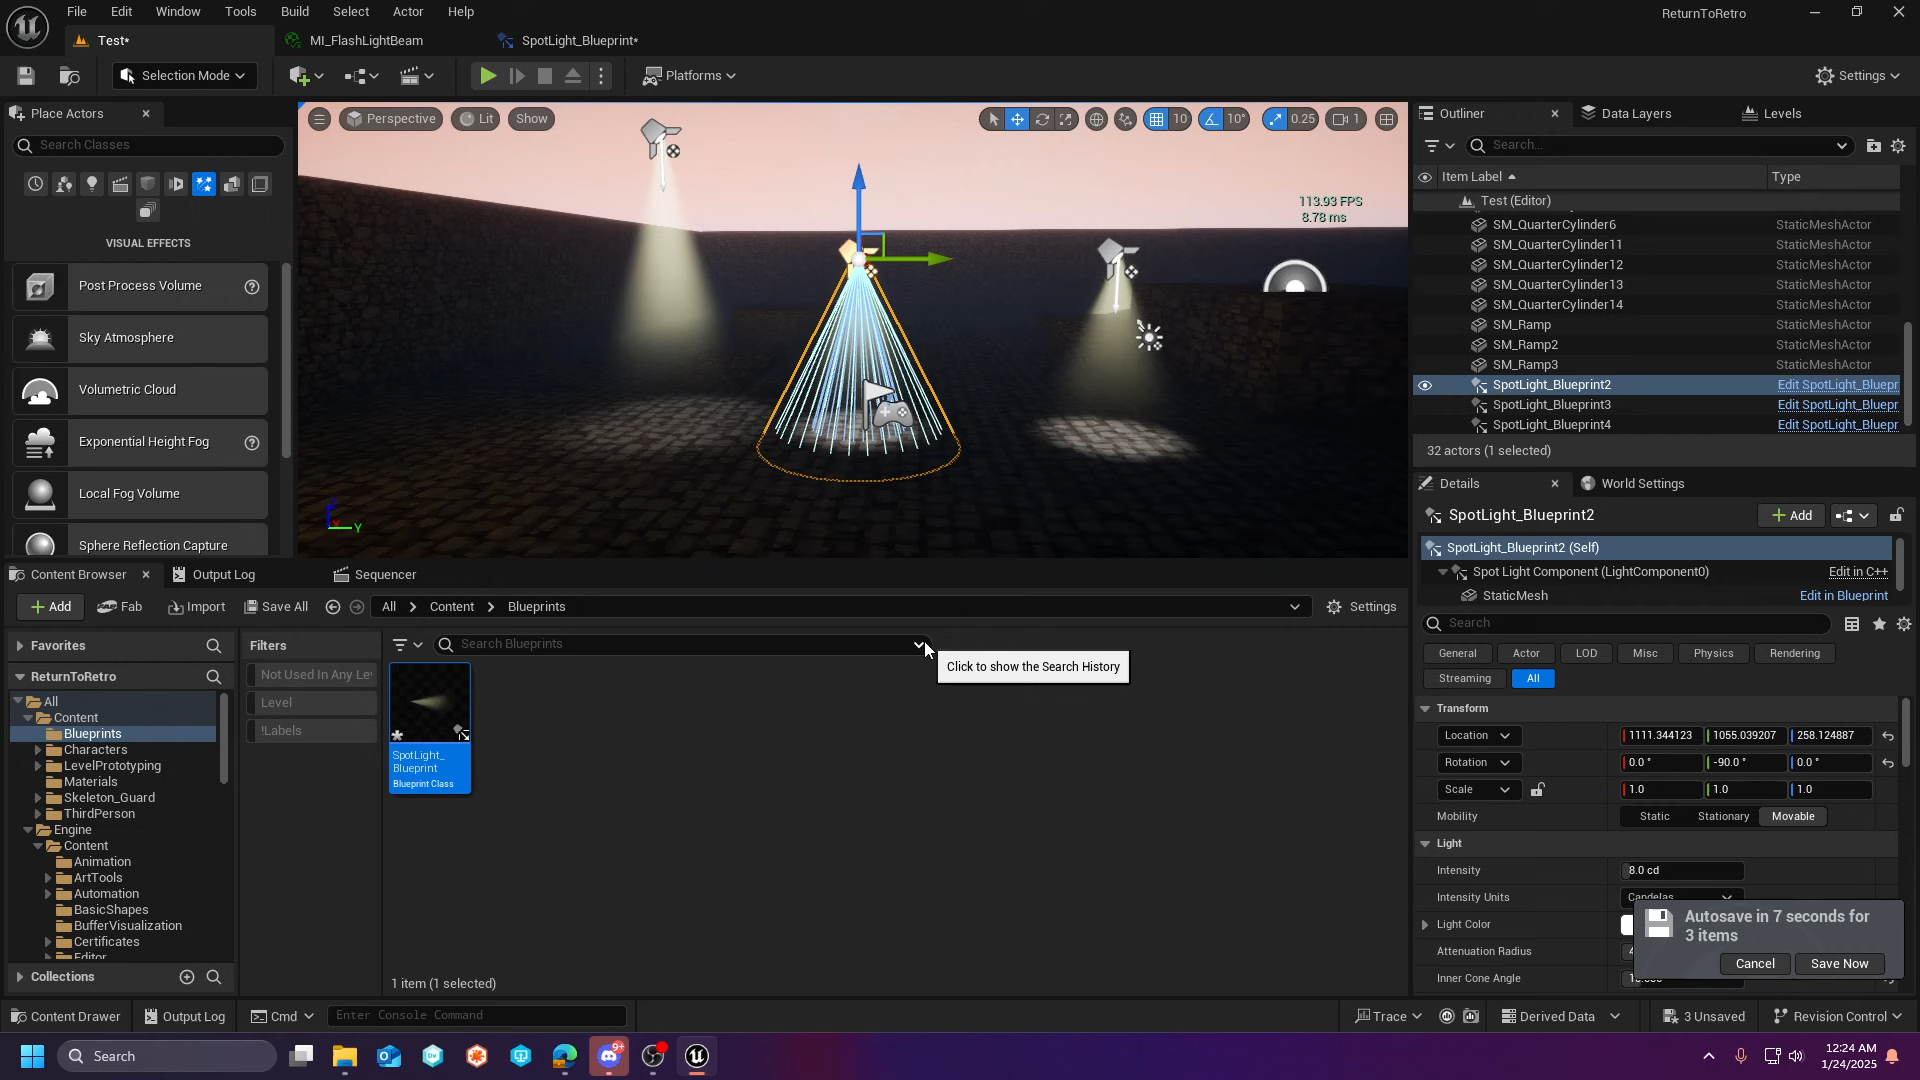 File Edit Window Tools Build Select Actor Help
ReturnToRetro
Test*
MI_FlashLightBeam
SpotLight_Blueprint*
Selection Mode
Platforms
Settings
Place Actors
Search Classes
VISUAL EFFECTS
Post Process Volume
Sky Atmosphere
Volumetric Cloud
Exponential Height Fog
Local Fog Volume
Sphere Reflection Capture
Perspective
Lit
Show
10
10°
0.25
1
113.93 FPS
8.78 ms
Z
Y
Outliner
Data Layers
Levels
Search...
Item Label
Type
Test (Editor)
SM_QuarterCylinder6 StaticMeshActor
SM_QuarterCylinder11 StaticMeshActor
SM_QuarterCylinder12 StaticMeshActor
SM_QuarterCylinder13 StaticMeshActor
SM_QuarterCylinder14 StaticMeshActor
SM_Ramp StaticMeshActor
SM_Ramp2 StaticMeshActor
SM_Ramp3 StaticMeshActor
SpotLight_Blueprint2 Edit SpotLight_Bluepr
SpotLight_Blueprint3 Edit SpotLight_Bluepr
SpotLight_Blueprint4 Edit SpotLight_Bluepr
32 actors (1 selected)
Details
World Settings
SpotLight_Blueprint2
Add
SpotLight_Blueprint2 (Self)
Spot Light Component (LightComponent0) Edit in C++
StaticMesh Edit in Blueprint
Search
General Actor LOD Misc Physics Rendering
Streaming All
Transform
Location 1111.344123 1055.039207 258.124887
Rotation 0.0 ° -90.0 ° 0.0 °
Scale 1.0 1.0 1.0
Mobility Static Stationary Movable
Light
Intensity 8.0 cd
Intensity Units Candelas
Light Color
Attenuation Radius
Inner Cone Angle
Autosave in 7 seconds for
3 items
Cancel
Save Now
Content Browser
Output Log
Sequencer
Add
Fab
Import
Save All
All
Content
Blueprints
Settings
Favorites
ReturnToRetro
All
Content
Blueprints
Characters
LevelPrototyping
Materials
Skeleton_Guard
ThirdPerson
Engine
Content
Animation
ArtTools
Automation
BasicShapes
BufferVisualization
Certificates
Editor
Collections
Filters
Not Used In Any Lev
Level
!Labels
Search Blueprints
Click to show the Search History
SpotLight_
Blueprint
Blueprint Class
1 item (1 selected)
Content Drawer
Output Log
Cmd
Enter Console Command
Trace
Derived Data
3 Unsaved
Revision Control
Search
9+
12:24 AM
1/24/2025